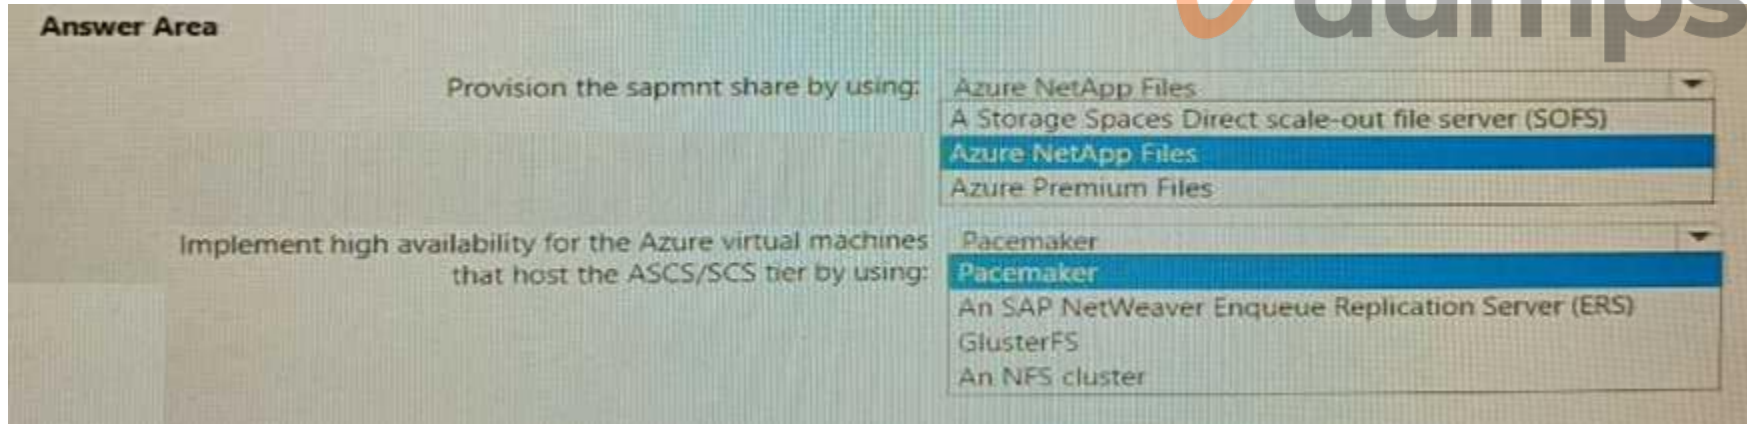 dumps
Answer Area
Provision the sapmnt share by using:
Azure NetApp Files
A Storage Spaces Direct scale-out file server (SOFS)
Azure NetApp Files
Azure Premium Files
Implement high availability for the Azure virtual machines
that host the ASCS/SCS tier by using:
Pacemaker
Pacemaker
An SAP NetWeaver Enqueue Replication Server (ERS)
GlusterFS
An NFS cluster